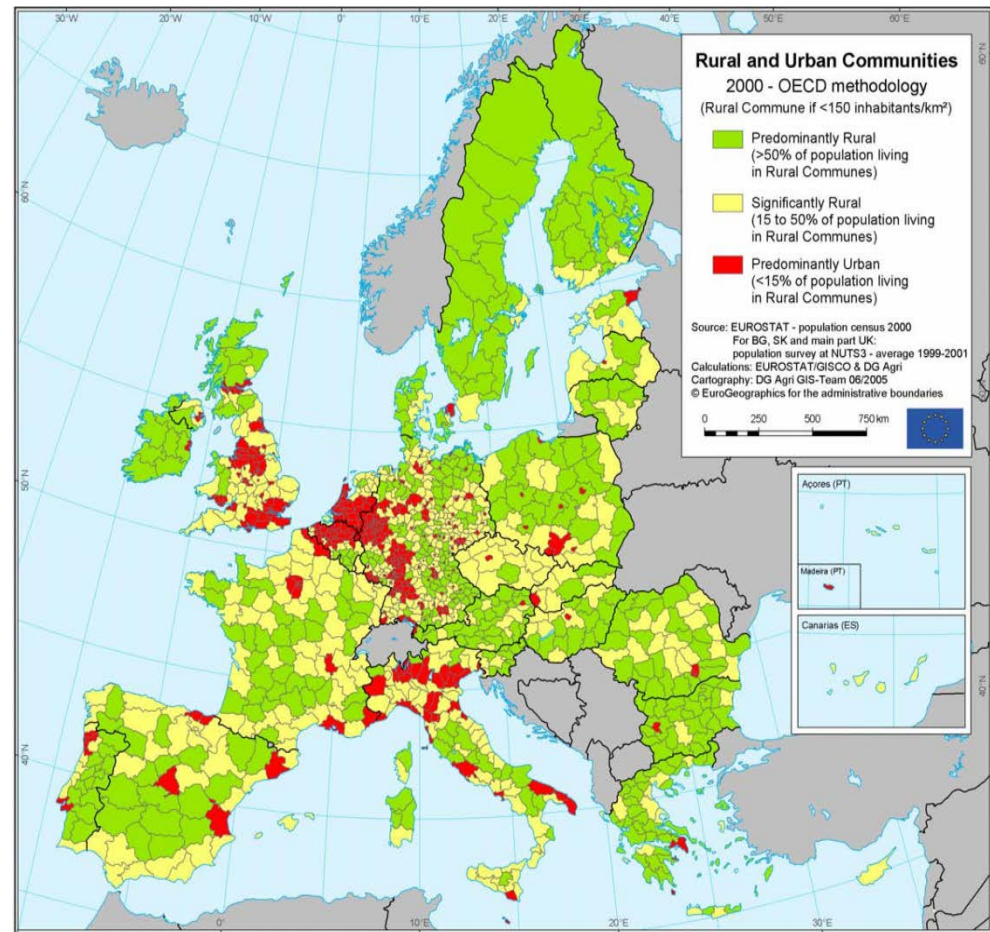 30°W
20°W
10°W
0°
10°E
20°E
30°E
40°E
50°E
60°E
60°N
60°N
50°N
40°N
40°N
0°
10°E
20°E
30°E
Rural and Urban Communities
2000 - OECD methodology
(Rural Commune if <150 inhabitants/km²)
Predominantly Rural
(>50% of population living
in Rural Communes)
Significantly Rural
(15 to 50% of population living
in Rural Communes)
Predominantly Urban
(<15% of population living
in Rural Communes)
Source: EUROSTAT - population census 2000
For BG, SK and main part UK:
population survey at NUTS3 - average 1999-2001
Calculations: EUROSTAT/GISCO & DG Agri
Cartography: DG Agri GIS-Team 06/2005
© EuroGeographics for the administrative boundaries
0 250 500 750 km
Açores (PT)
Madeira (PT)
Canarias (ES)